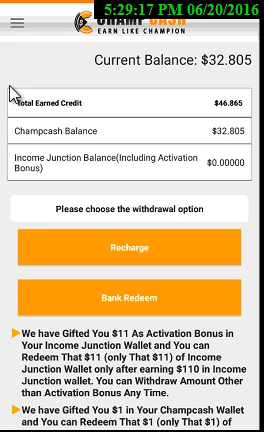 5:29:17 PM 06/20/2016
CHAMP CASH
EARN LIKE CHAMPION
Current Balance: $32.805
Total Earned Credit $46.865
Champcash Balance $32.805
Income Junction Balance(Including Activation
Bonus) $0.00000
Please choose the withdrawal option
Recharge
Bank Redeem
We have Gifted You $11 As Activation Bonus in
Your Income Junction Wallet and You can
Redeem That $11 (only That $11) of Income
Junction Wallet only after earning $110 in Income
Junction wallet. You can Withdraw Amount Other
than Activation Bonus Any Time.
We have Gifted You $1 in Your Champcash Wallet
and You can Redeem That $1 (only That $1) of